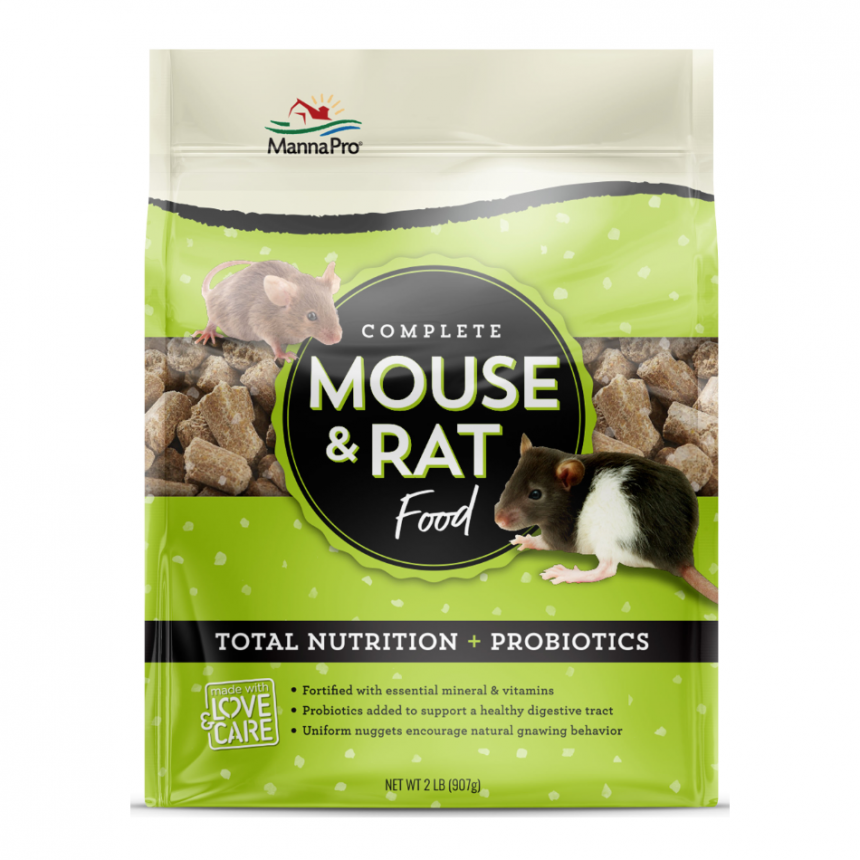 MannaPro®
COMPLETE
MOUSE
& RAT
Food
TOTAL NUTRITION + PROBIOTICS
made with
LOVE
& CARE
• Fortified with essential mineral & vitamins
• Probiotics added to support a healthy digestive tract
• Uniform nuggets encourage natural gnawing behavior
NET WT 2 LB (907g)